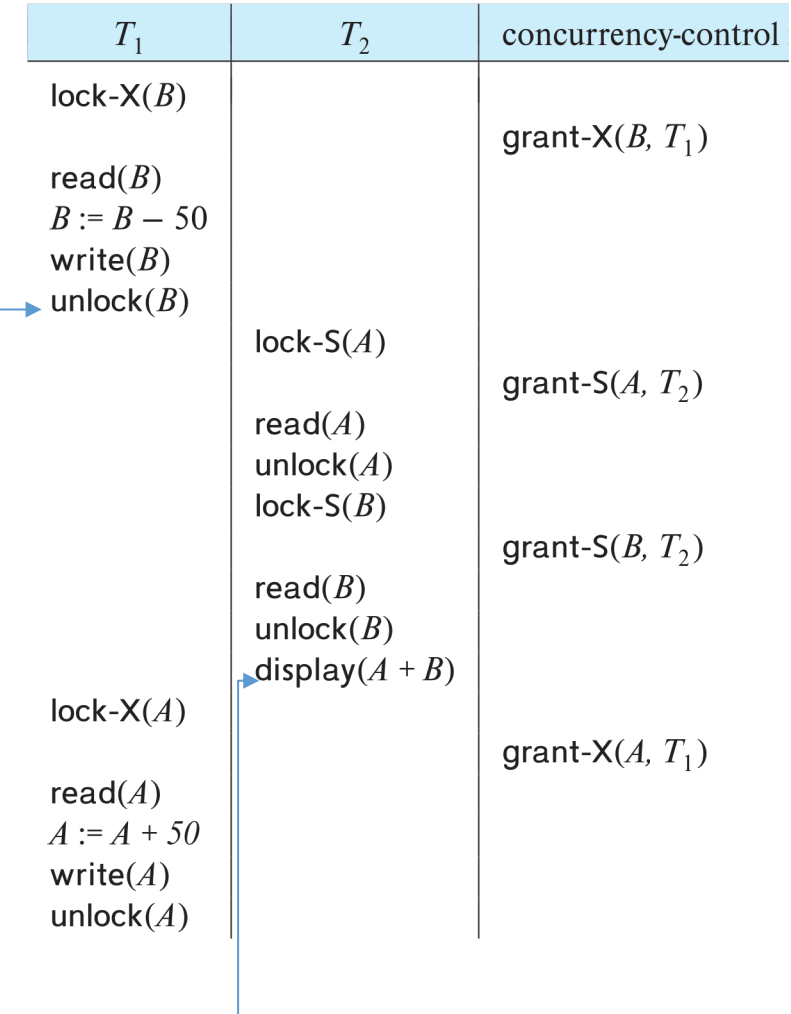 T1 T2 concurrency-control
lock-X(B)
grant-X(B, T1)
read(B)
B := B − 50
write(B)
unlock(B)
lock-S(A)
grant-S(A, T2)
read(A)
unlock(A)
lock-S(B)
grant-S(B, T2)
read(B)
unlock(B)
display(A + B)
lock-X(A)
grant-X(A, T1)
read(A)
A := A + 50
write(A)
unlock(A)